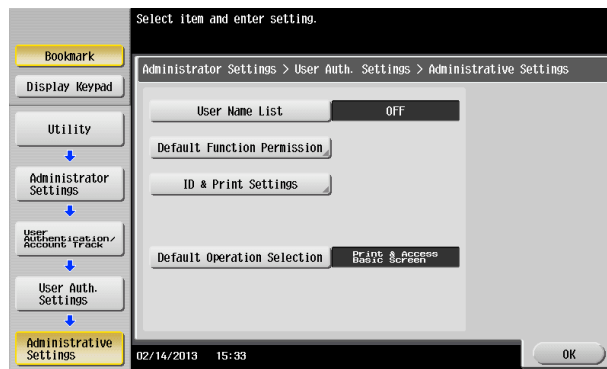 Select item and enter setting.
Bookmark
Display Keypad
Utility
Administrator
Settings
User
Authentication/
Account Track
User Auth.
Settings
Administrative
Settings
Administrator Settings > User Auth. Settings > Administrative Settings
User Name List OFF
Default Function Permission
ID & Print Settings
Default Operation Selection Print & Access
Basic Screen
02/14/2013 15:33
OK